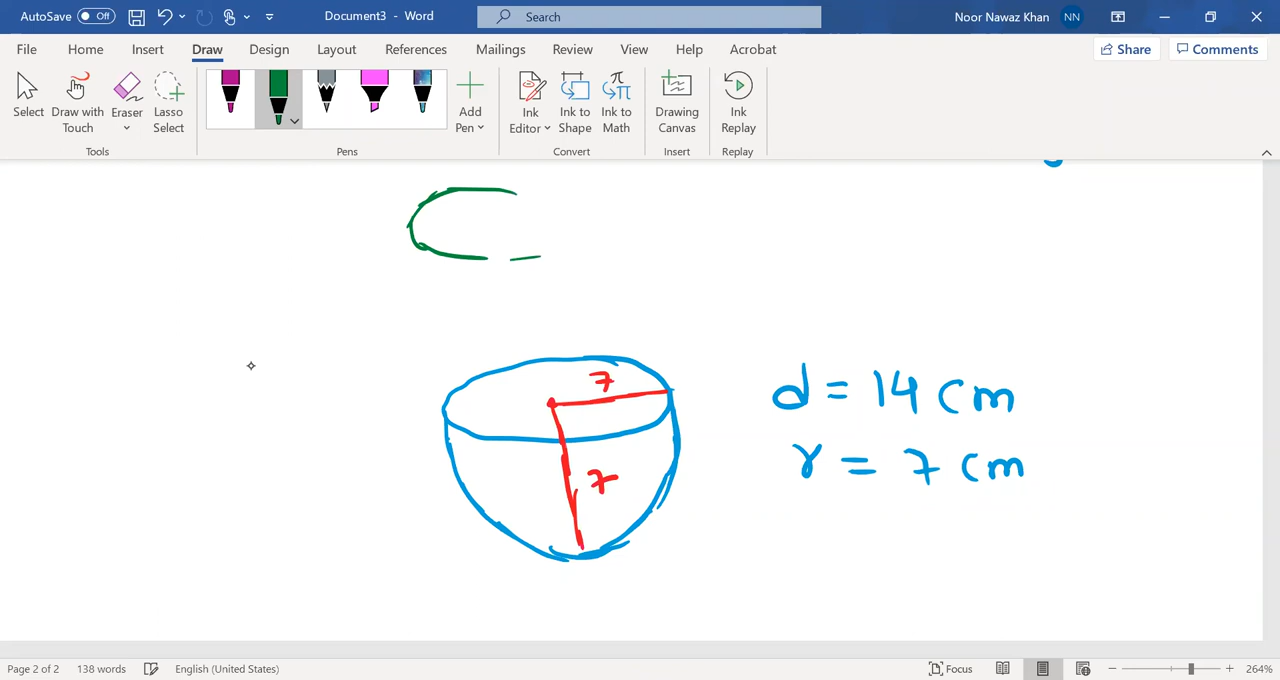 AutoSave Off Document3 - Word Search Noor Nawaz Khan NN
File Home Insert Draw Design Layout References Mailings Review View Help Acrobat Share Comments
Select Draw with Touch Eraser Lasso Select Add Pen Ink Editor Ink to Shape Ink to Math Drawing Canvas Ink Replay
Tools Pens Convert Insert Replay
7
7
d = 14 cm
r = 7 cm
Page 2 of 2 138 words English (United States) Focus 264%